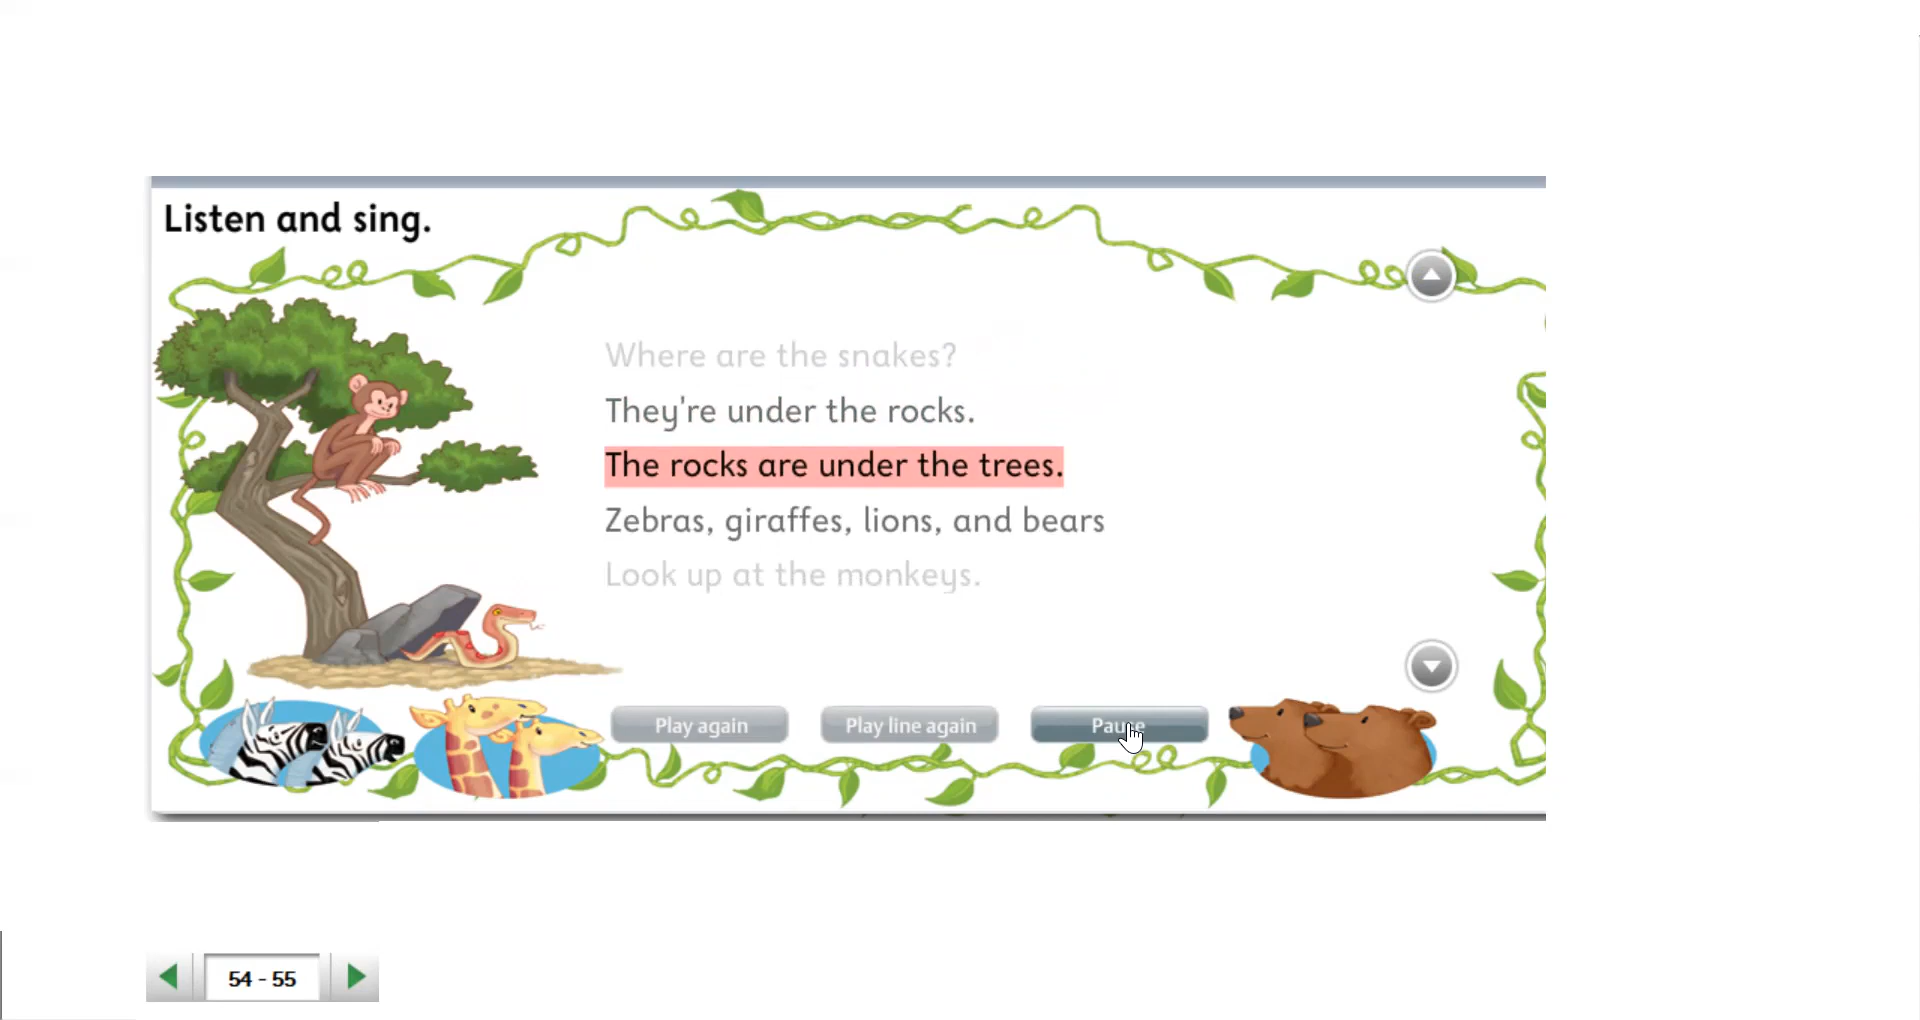 Listen and sing.
Where are the snakes?
They're under the rocks.
The rocks are under the trees.
Zebras, giraffes, lions, and bears
Look up at the monkeys.
Play again
Play line again
Pause
54 - 55